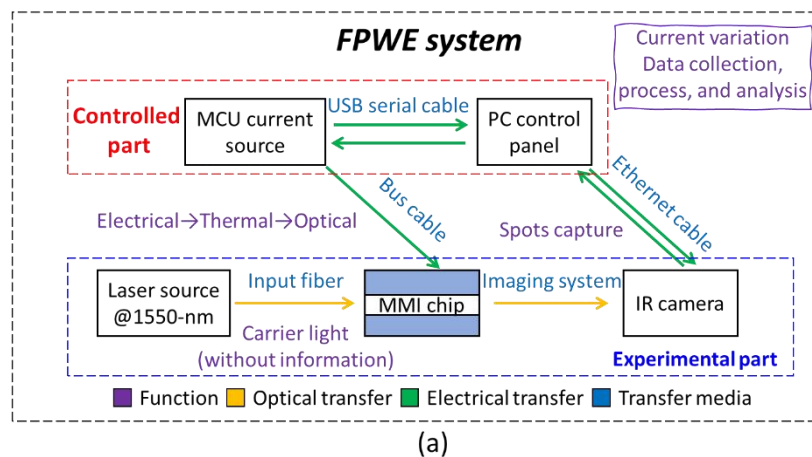 FPWE system
Current variation
Data collection,
process, and analysis
Controlled
part
MCU current
source
USB serial cable
PC control
panel
Bus cable
Ethernet cable
Electrical→Thermal→Optical
Spots capture
Laser source
@1550-nm
Input fiber
MMI chip
Imaging system
IR camera
Carrier light
(without information)
Experimental part
Function
Optical transfer
Electrical transfer
Transfer media
(a)